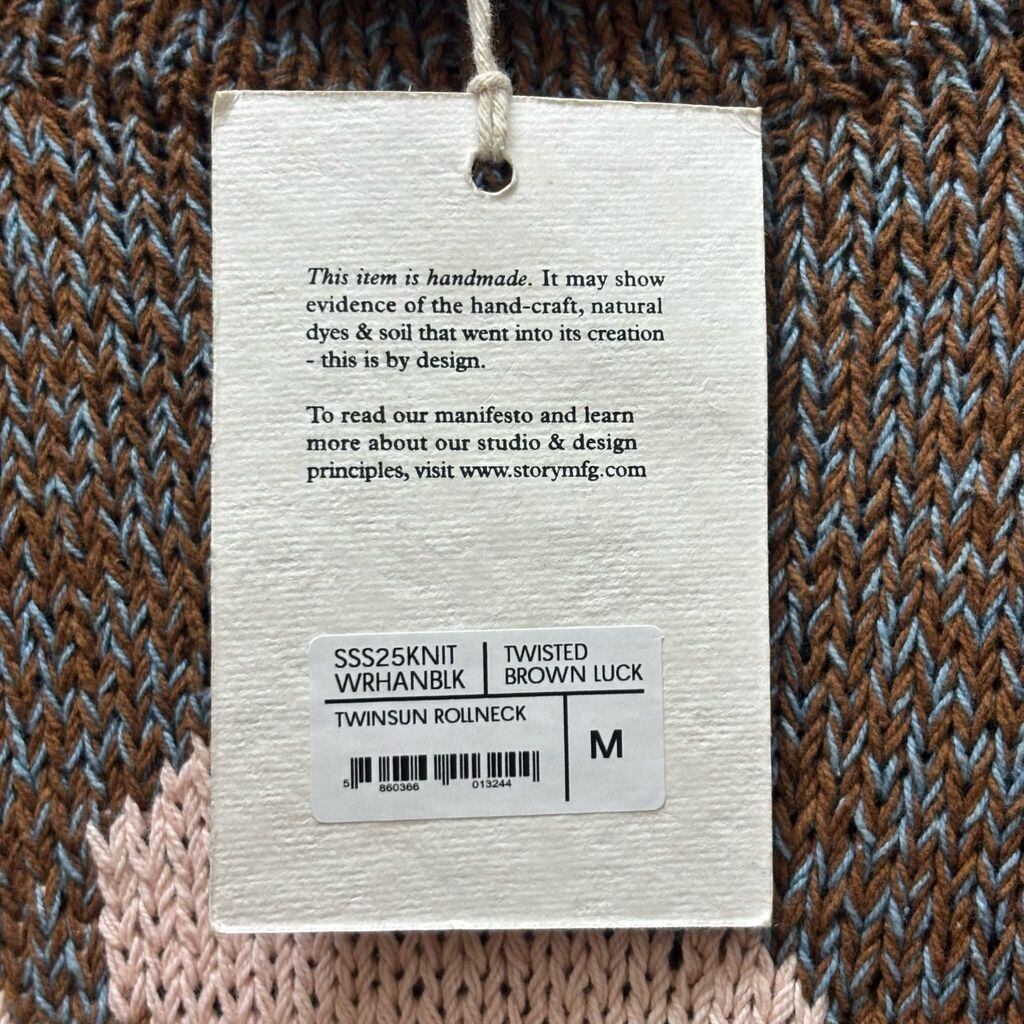 This item is handmade. It may show
evidence of the hand-craft, natural
dyes & soil that went into its creation
- this is by design.
To read our manifesto and learn
more about our studio & design
principles, visit www.storymfg.com
SSS25KNIT
WRHANBLK
TWISTED
BROWN LUCK
TWINSUN ROLLNECK
M
5 860366 013244